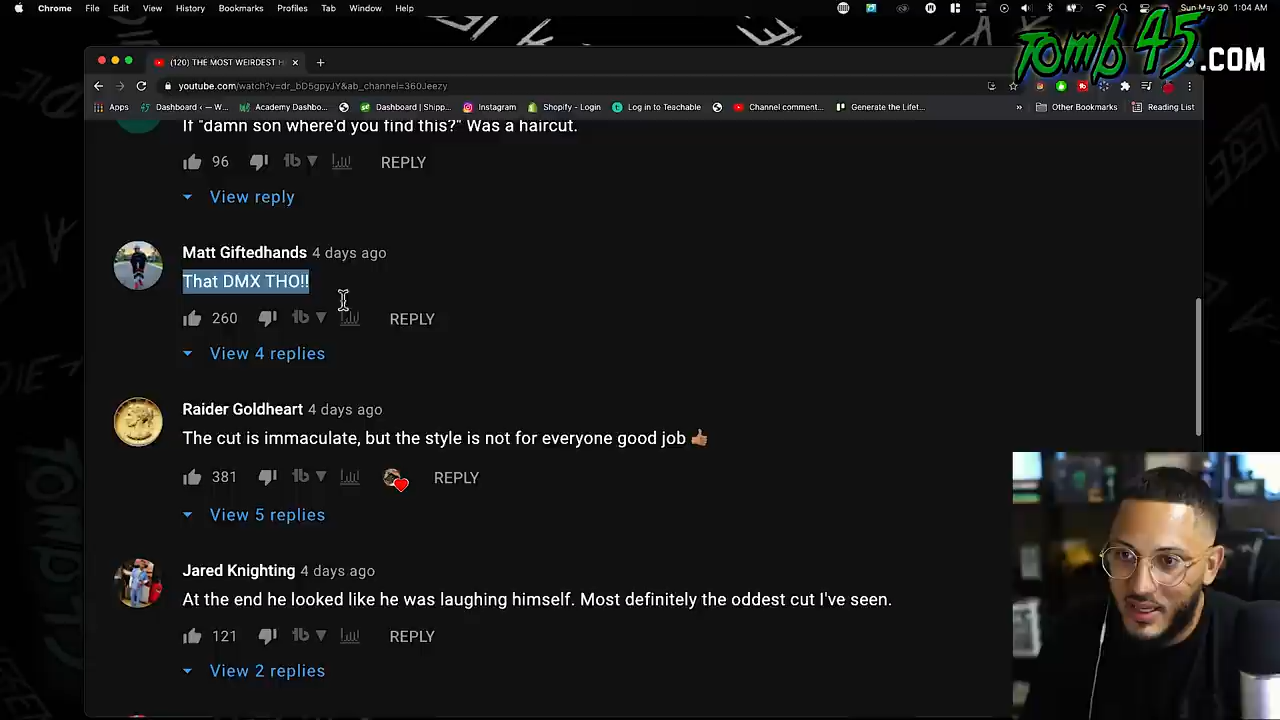 Chrome File Edit View History Bookmarks Profiles Tab Window Help
Sun May 30 1:04 AM
TOMB 45 .COM
(120) THE MOST WEIRDEST H
youtube.com/watch?v=dr_bD5gpyJY&ab_channel=360Jeezy
Apps Dashboard ‹ — W... Academy Dashbo... Dashboard | Shipp... Instagram Shopify - Login Log in to Teachable Channel comment... Generate the Lifet... » Other Bookmarks Reading List
If "damn son where'd you find this?" Was a haircut.
96 tb REPLY
View reply
Matt Giftedhands 4 days ago
That DMX THO!!
260 tb REPLY
View 4 replies
Raider Goldheart 4 days ago
The cut is immaculate, but the style is not for everyone good job 👍🏽
381 tb REPLY
View 5 replies
Jared Knighting 4 days ago
At the end he looked like he was laughing himself. Most definitely the oddest cut I've seen.
121 tb REPLY
View 2 replies